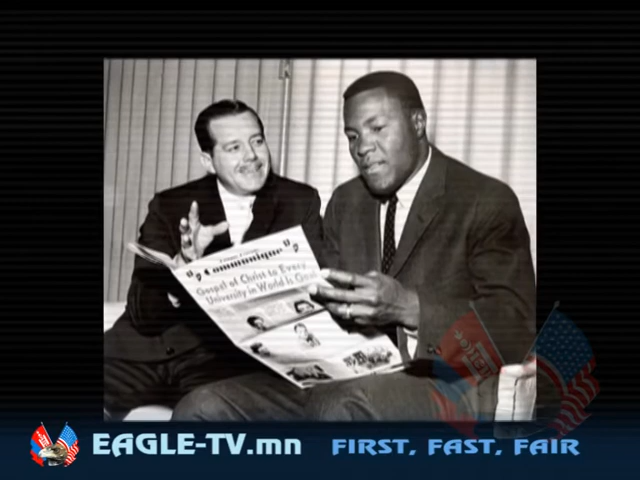 "Communique"
Gospel of Christ to Every
University in World Is Goal
EAGLE-TV.mn FIRST, FAST, FAIR